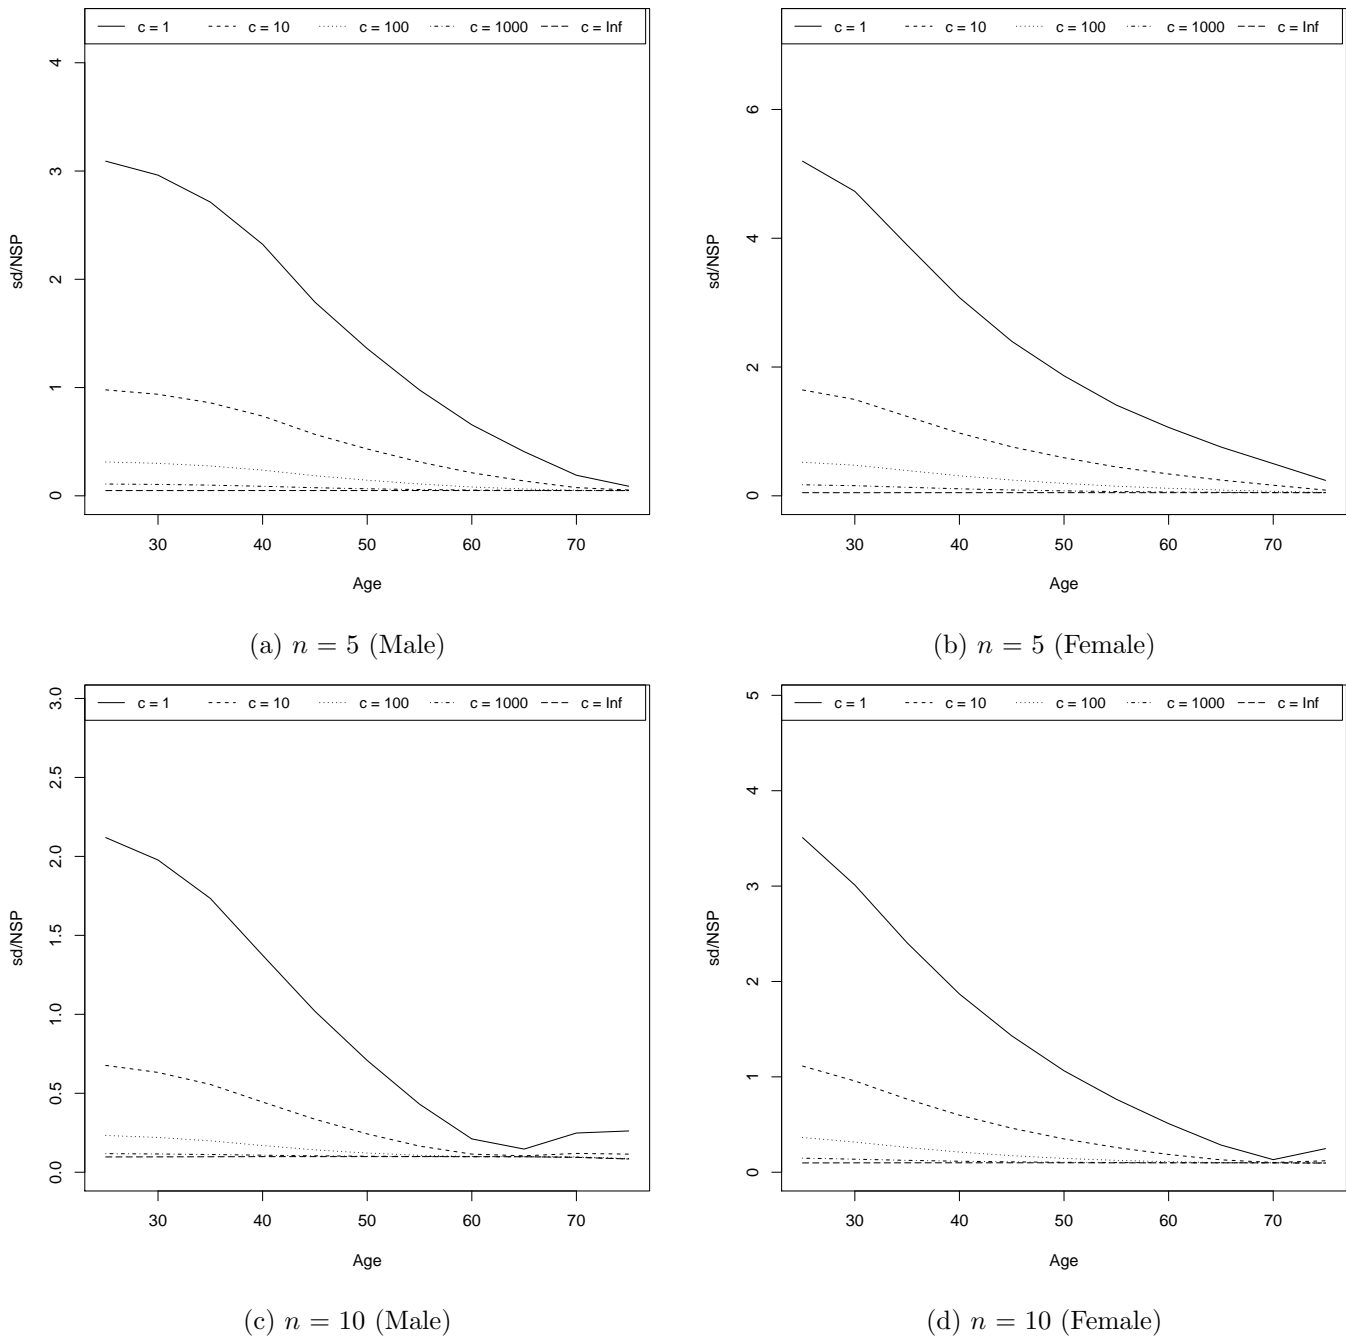 c = 1 c = 10 c = 100 c = 1000 c = Inf
4
3
2
1
0
sd/NSP
30 40 50 60 70
Age
(a) n = 5 (Male)
c = 1 c = 10 c = 100 c = 1000 c = Inf
6
4
2
0
sd/NSP
30 40 50 60 70
Age
(b) n = 5 (Female)
c = 1 c = 10 c = 100 c = 1000 c = Inf
3.0
2.5
2.0
1.5
1.0
0.5
0.0
sd/NSP
30 40 50 60 70
Age
(c) n = 10 (Male)
c = 1 c = 10 c = 100 c = 1000 c = Inf
5
4
3
2
1
0
sd/NSP
30 40 50 60 70
Age
(d) n = 10 (Female)